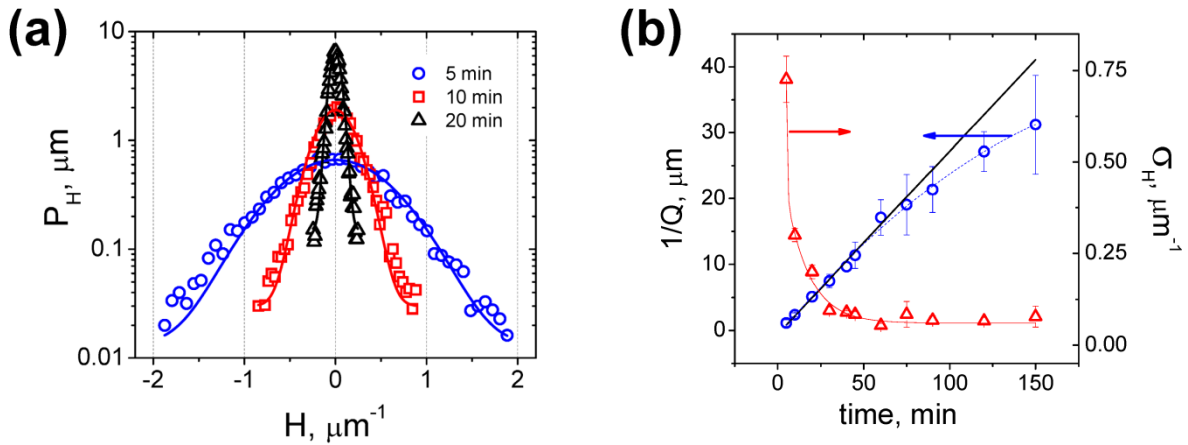 (a)
10
1
0.1
0.01
P_H, μm
-2 -1 0 1 2
H, μm⁻¹
5 min
10 min
20 min
(b)
40
30
20
10
0
1/Q, μm
0 50 100 150
time, min
0.75
0.50
0.25
0.00
σ_H, μm⁻¹